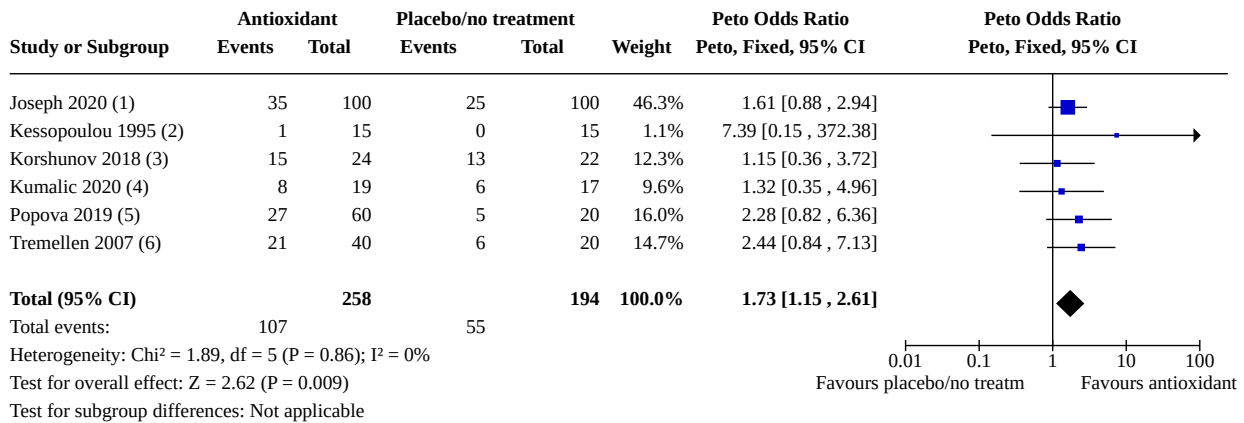 Antioxidant Placebo/no treatment Peto Odds Ratio Peto Odds Ratio
Study or Subgroup Events Total Events Total Weight Peto, Fixed, 95% CI Peto, Fixed, 95% CI
Joseph 2020 (1) 35 100 25 100 46.3% 1.61 [0.88 , 2.94]
Kessopoulou 1995 (2) 1 15 0 15 1.1% 7.39 [0.15 , 372.38]
Korshunov 2018 (3) 15 24 13 22 12.3% 1.15 [0.36 , 3.72]
Kumalic 2020 (4) 8 19 6 17 9.6% 1.32 [0.35 , 4.96]
Popova 2019 (5) 27 60 5 20 16.0% 2.28 [0.82 , 6.36]
Tremellen 2007 (6) 21 40 6 20 14.7% 2.44 [0.84 , 7.13]
Total (95% CI) 258 194 100.0% 1.73 [1.15 , 2.61]
Total events: 107 55
Heterogeneity: Chi² = 1.89, df = 5 (P = 0.86); I² = 0%
0.01 0.1 1 10 100
Test for overall effect: Z = 2.62 (P = 0.009) Favours placebo/no treatm Favours antioxidant
Test for subgroup differences: Not applicable